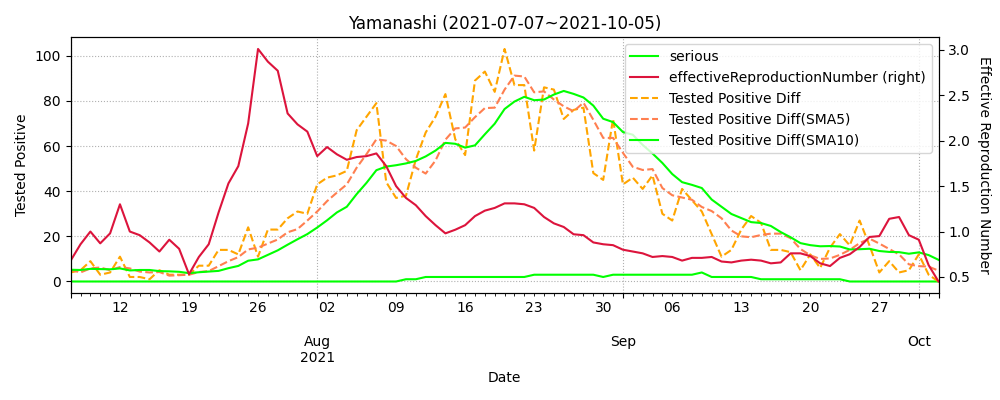 Yamanashi (2021-07-07~2021-10-05)
Tested Positive
100
80
60
40
20
0
serious
effectiveReproductionNumber (right)
Tested Positive Diff
Tested Positive Diff(SMA5)
Tested Positive Diff(SMA10)
3.0
2.5
2.0
1.5
1.0
0.5
Effective Reproduction Number
12 19 26 02 09 16 23 30 06 13 20 27
Aug Sep Oct
2021
Date